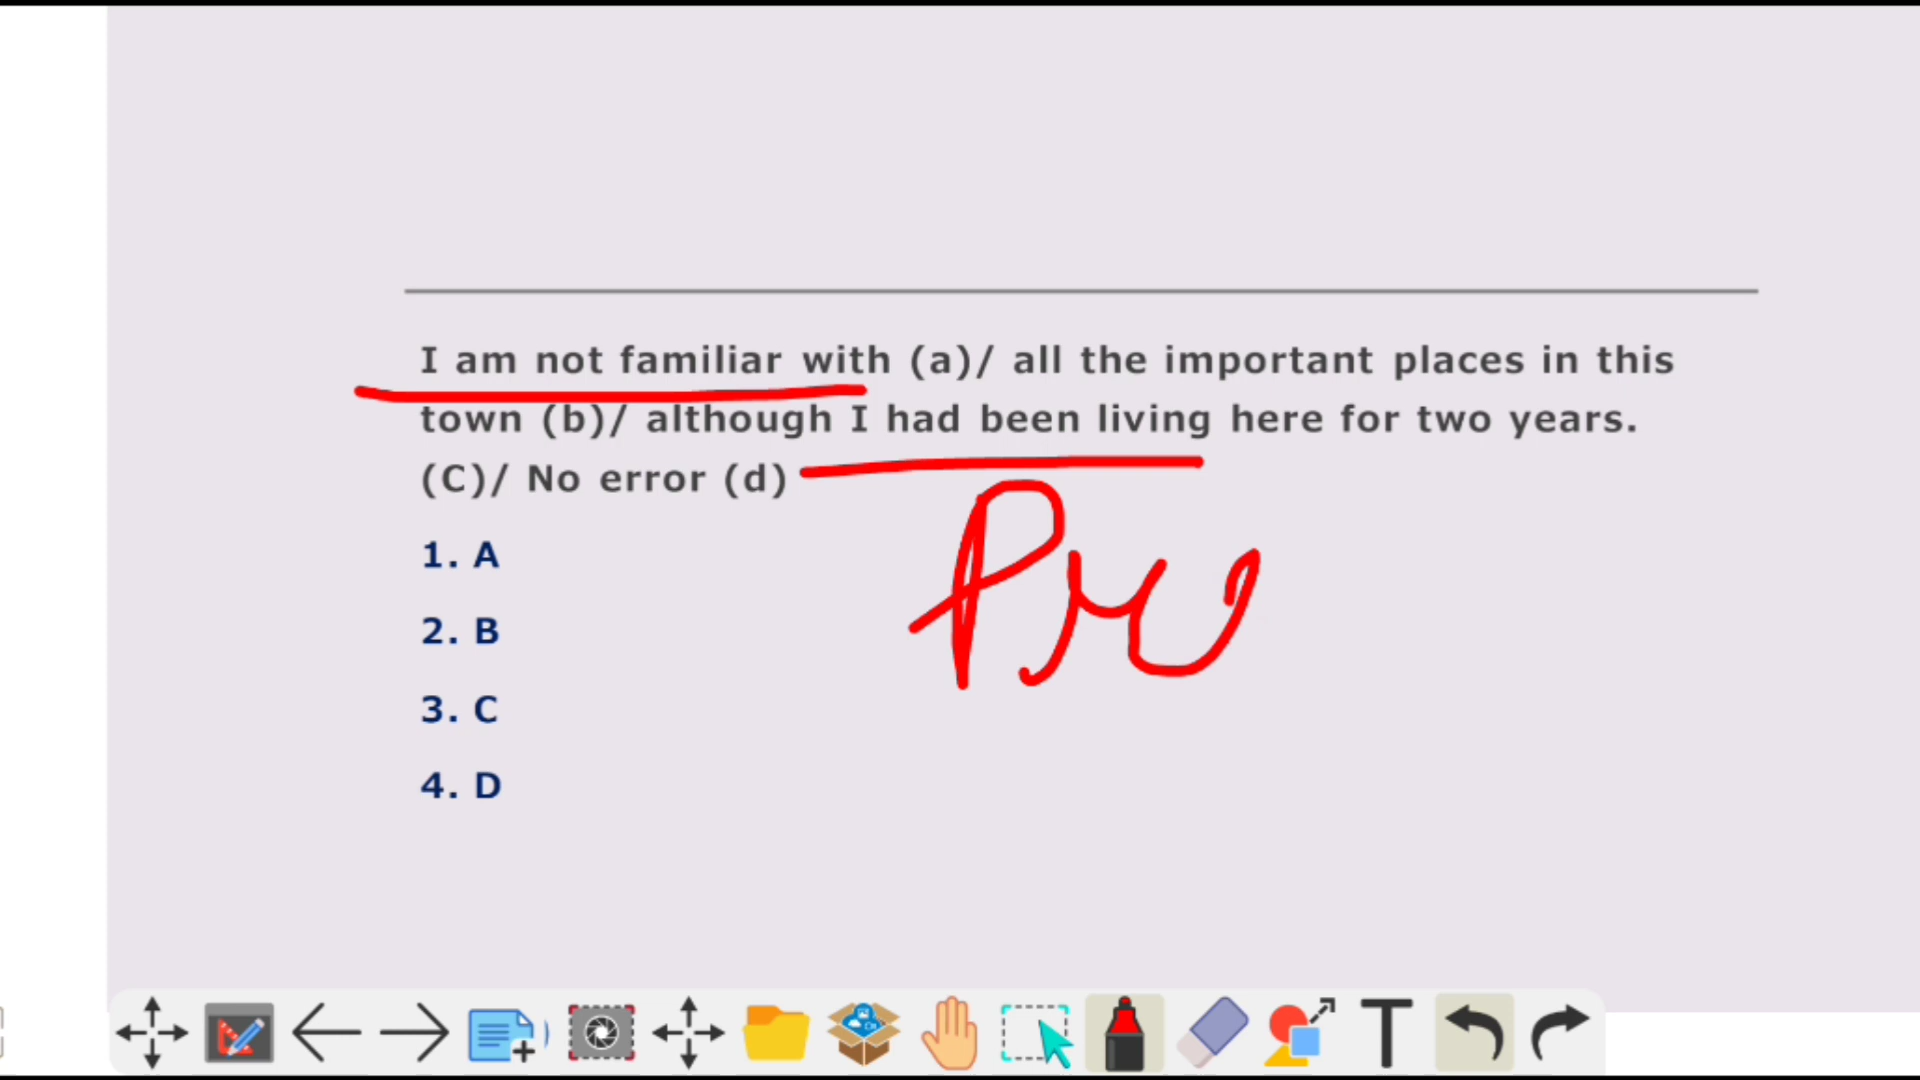 I am not familiar with (a)/ all the important places in this
town (b)/ although I had been living here for two years.
(C)/ No error (d)
Pre
1. A
2. B
3. C
4. D